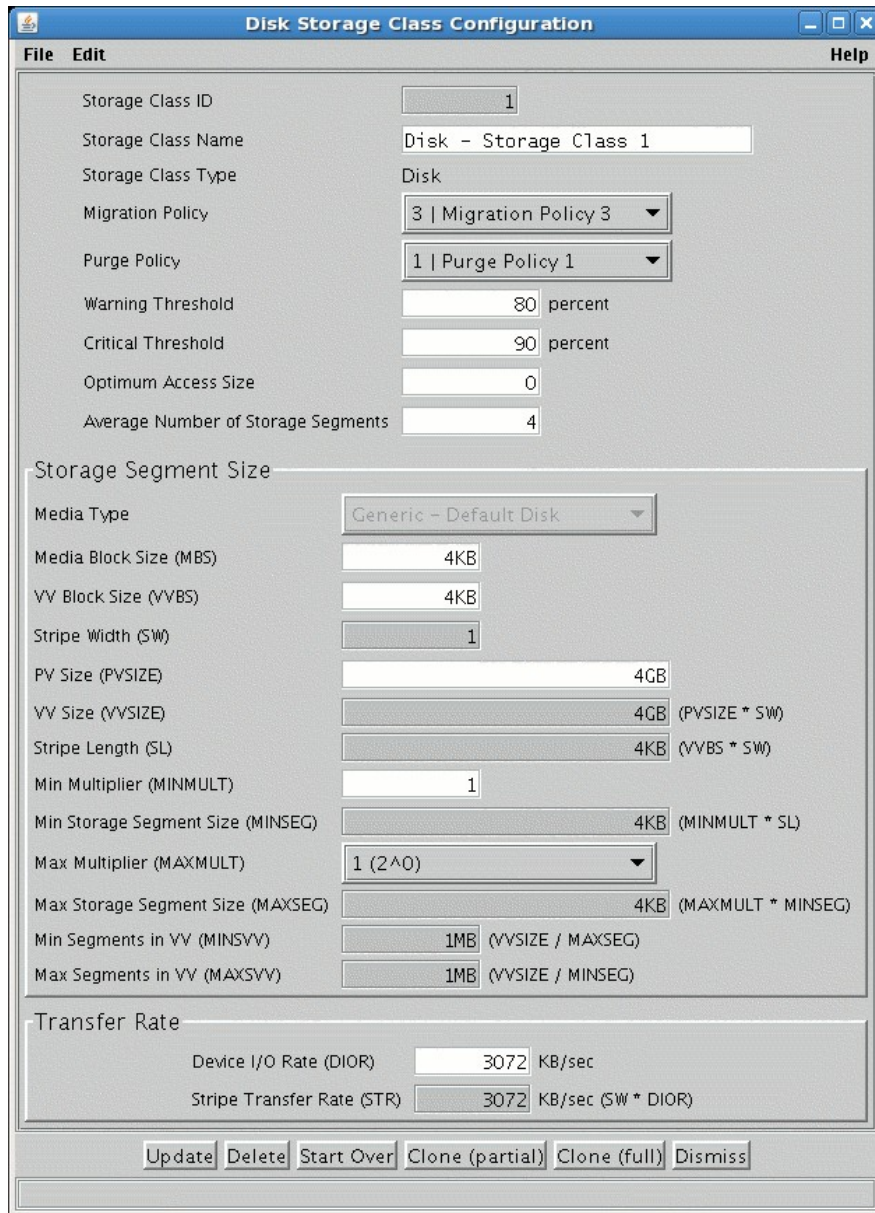 Disk Storage Class Configuration
File Edit Help
Storage Class ID 1
Storage Class Name Disk - Storage Class 1
Storage Class Type Disk
Migration Policy 3 | Migration Policy 3
Purge Policy 1 | Purge Policy 1
Warning Threshold 80 percent
Critical Threshold 90 percent
Optimum Access Size 0
Average Number of Storage Segments 4
Storage Segment Size
Media Type Generic - Default Disk
Media Block Size (MBS) 4KB
VV Block Size (VVBS) 4KB
Stripe Width (SW) 1
PV Size (PVSIZE) 4GB
VV Size (VVSIZE) 4GB (PVSIZE * SW)
Stripe Length (SL) 4KB (VVBS * SW)
Min Multiplier (MINMULT) 1
Min Storage Segment Size (MINSEG) 4KB (MINMULT * SL)
Max Multiplier (MAXMULT) 1 (2^0)
Max Storage Segment Size (MAXSEG) 4KB (MAXMULT * MINSEG)
Min Segments in VV (MINSVV) 1MB (VVSIZE / MAXSEG)
Max Segments in VV (MAXSVV) 1MB (VVSIZE / MINSEG)
Transfer Rate
Device I/O Rate (DIOR) 3072 KB/sec
Stripe Transfer Rate (STR) 3072 KB/sec (SW * DIOR)
Update Delete Start Over Clone (partial) Clone (full) Dismiss